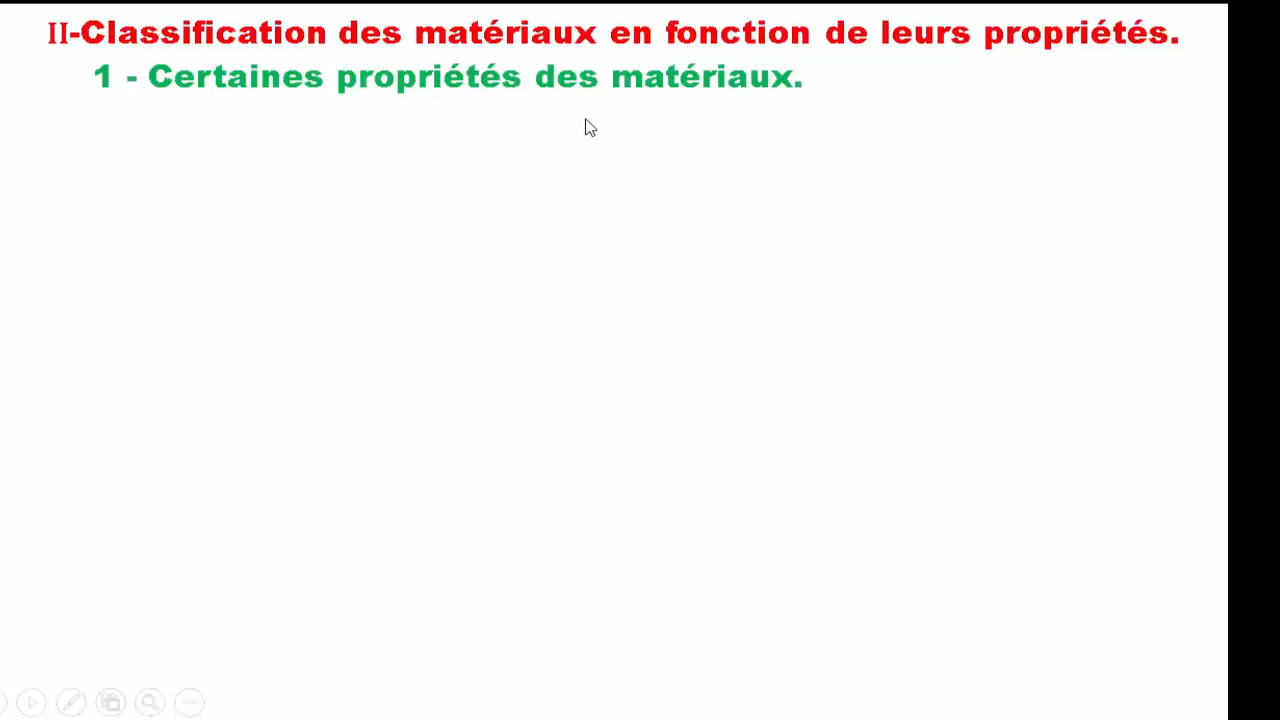 II-Classification des matériaux en fonction de leurs propriétés.
1 - Certaines propriétés des matériaux.